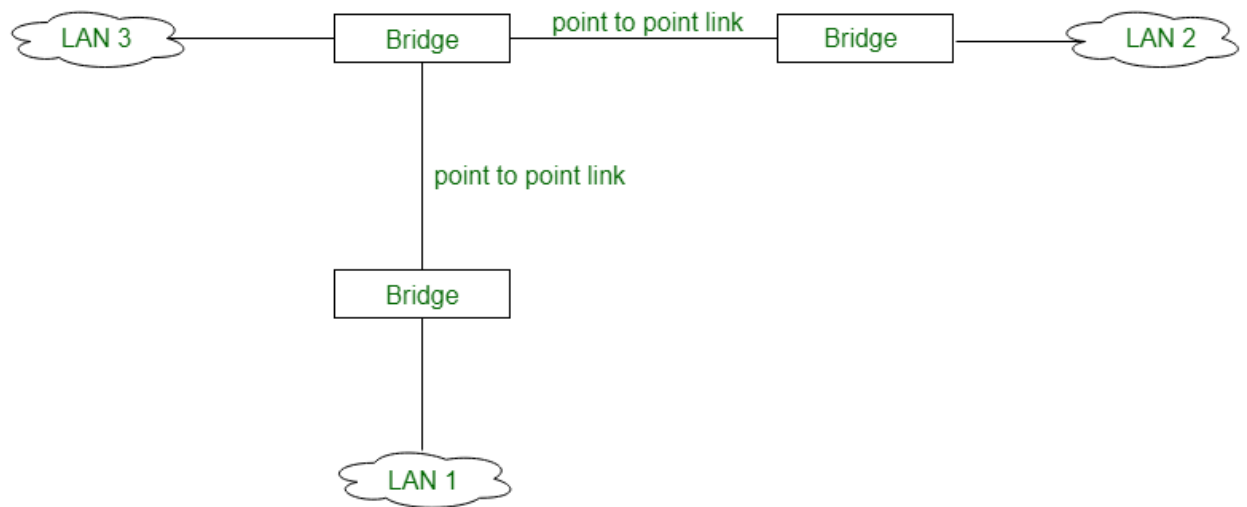 LAN 3
Bridge
point to point link
Bridge
LAN 2
point to point link
Bridge
LAN 1